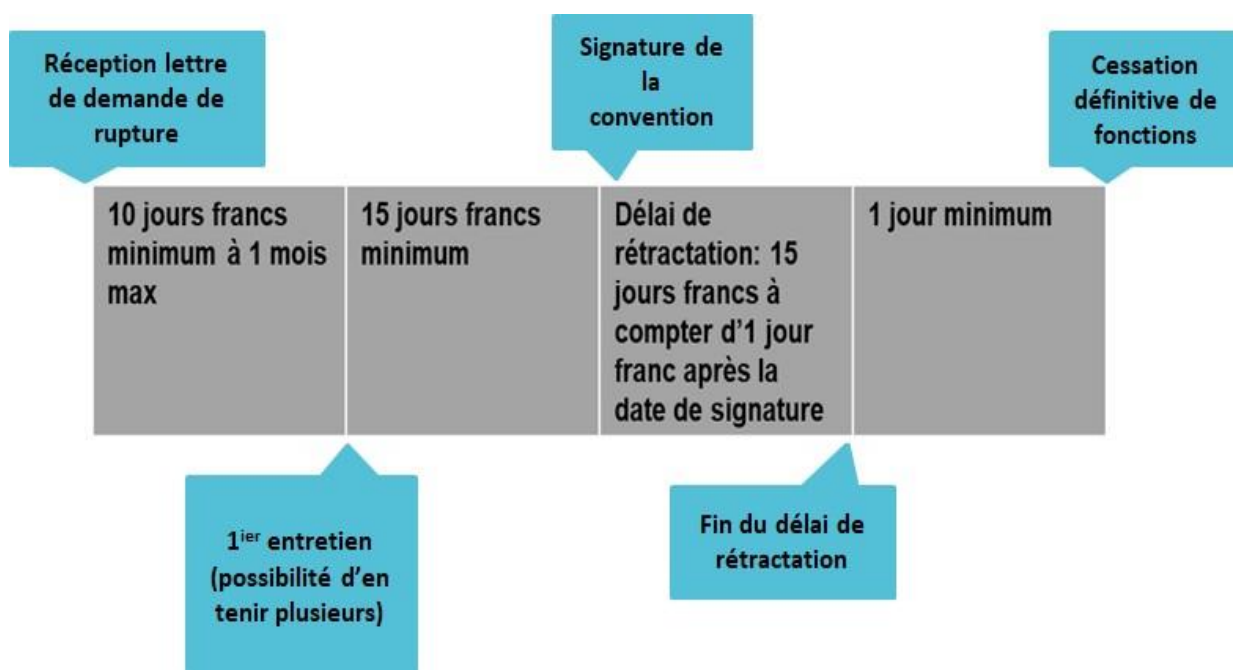 Réception lettre
de demande de
rupture
Signature de
la
convention
Cessation
définitive de
fonctions
10 jours francs
minimum à 1 mois
max
15 jours francs
minimum
Délai de
rétractation: 15
jours francs à
compter d’1 jour
franc après la
date de signature
1 jour minimum
1ier entretien
(possibilité d’en
tenir plusieurs)
Fin du délai de
rétractation